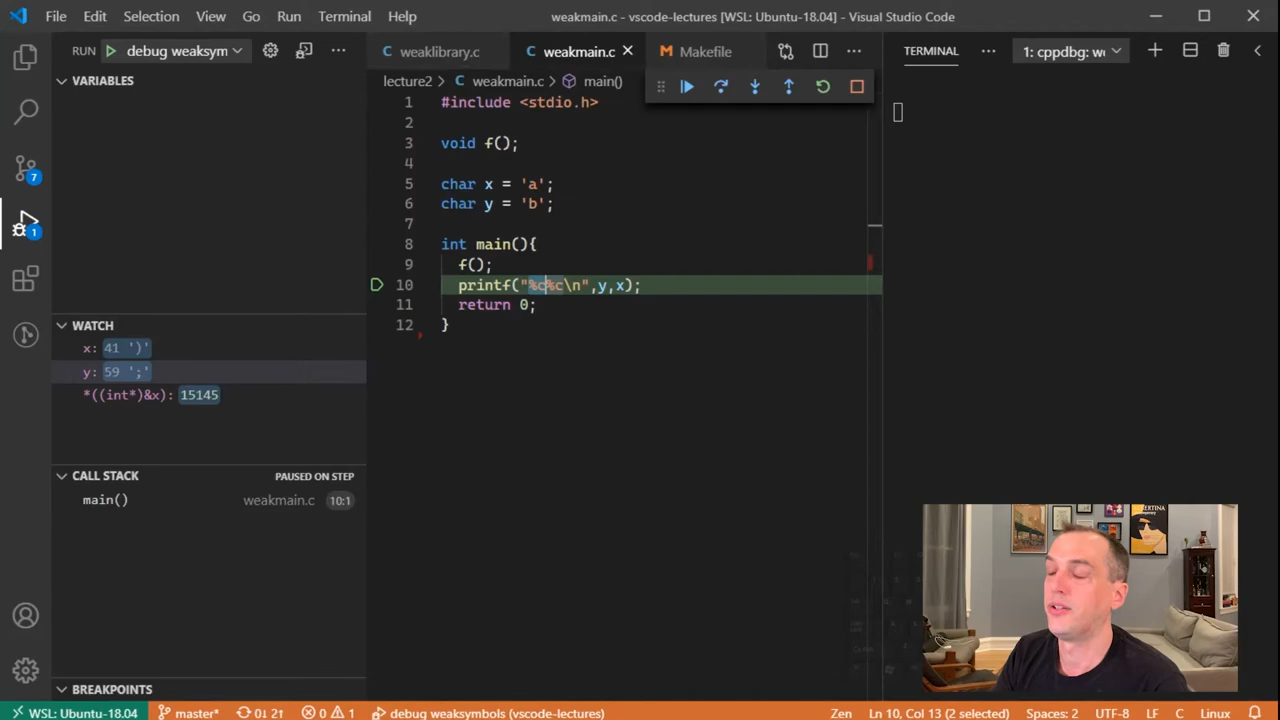 File Edit Selection View Go Run Terminal Help weakmain.c - vscode-lectures [WSL: Ubuntu-18.04] - Visual Studio Code
RUN debug weaksym
weaklibrary.c weakmain.c Makefile
TERMINAL 1: cppdbg: we
lecture2 > C weakmain.c > main()
VARIABLES
1 #include <stdio.h>
2
3 void f();
4
5 char x = 'a';
6 char y = 'b';
7
8 int main(){
9 f();
10 printf("%c%c\n",y,x);
11 return 0;
12 }
7
1
WATCH
x: 41 ')'
y: 59 ';'
*((int*)&x): 15145
CALL STACK PAUSED ON STEP
main() weakmain.c 10:1
BREAKPOINTS
WSL: Ubuntu-18.04 master* 0↓ 2↑ 0 1 debug weaksymbols (vscode-lectures) Zen Ln 10, Col 13 (2 selected) Spaces: 2 UTF-8 LF C Linux